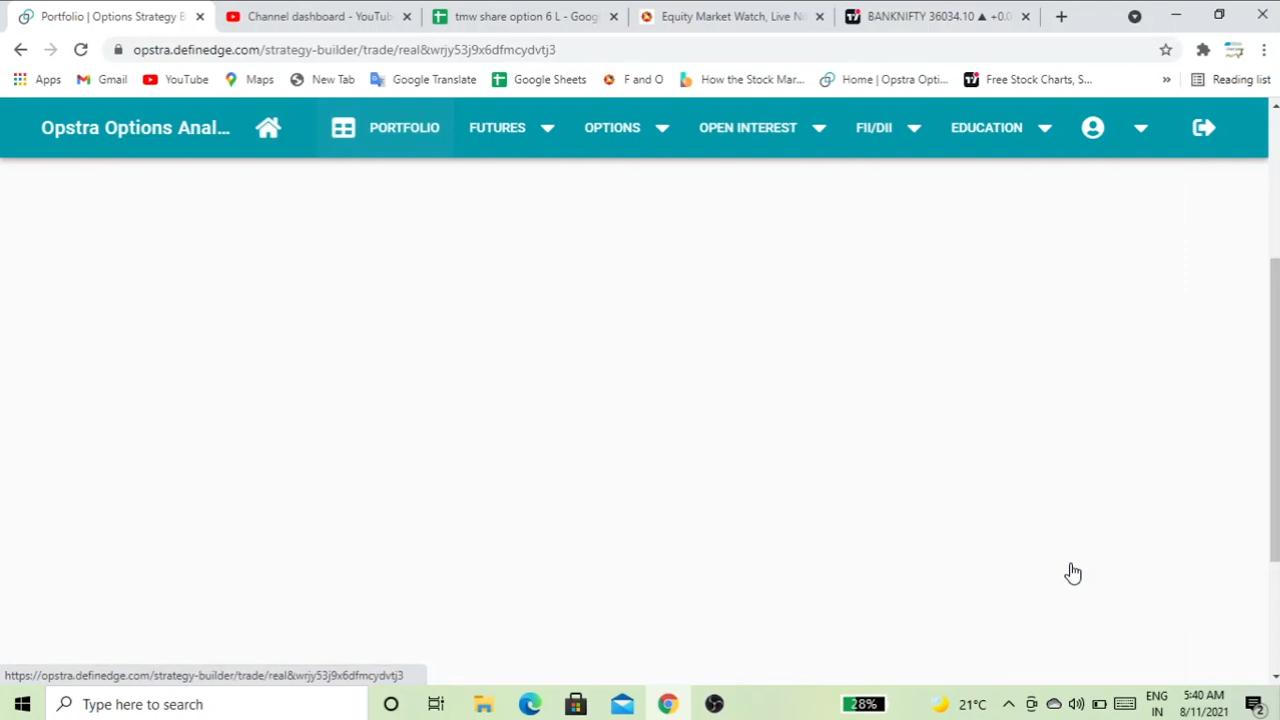 Portfolio | Options Strategy B
Channel dashboard - YouTub
tmw share option 6 L - Goog
Equity Market Watch, Live Ni
BANKNIFTY 36034.10 ▲ +0.0
opstra.definedge.com/strategy-builder/trade/real&wrjy53j9x6dfmcydvtj3
Apps
Gmail
YouTube
Maps
New Tab
Google Translate
Google Sheets
F and O
How the Stock Mar...
Home | Opstra Opti...
Free Stock Charts, S...
»
Reading list
Opstra Options Anal...
PORTFOLIO
FUTURES
OPTIONS
OPEN INTEREST
FII/DII
EDUCATION
https://opstra.definedge.com/strategy-builder/trade/real&wrjy53j9x6dfmcydvtj3
Type here to search
28%
21°C
ENG
IN
5:40 AM
8/11/2021
2